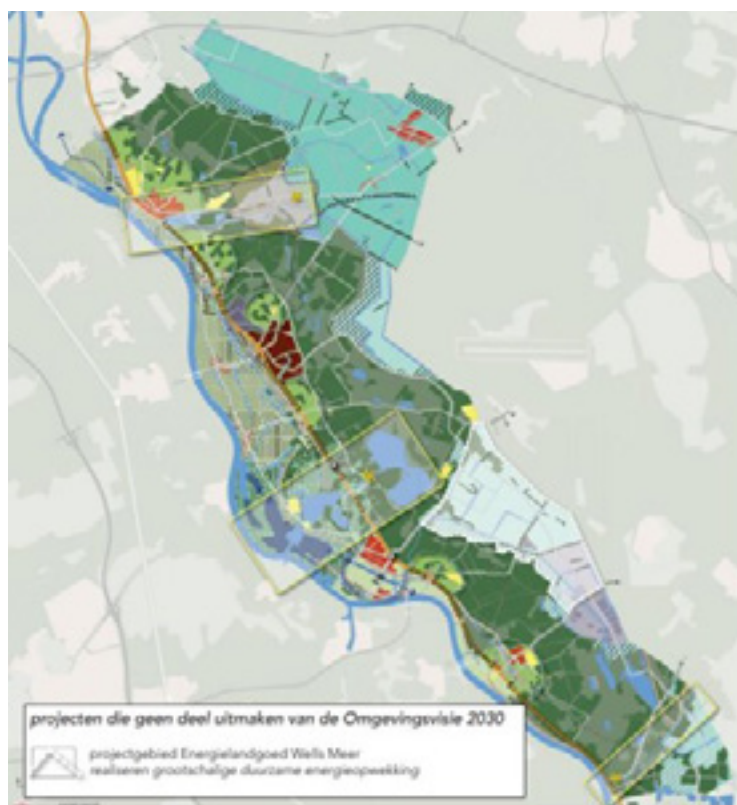 projecten die geen deel uitmaken van de Omgevingsvisie 2030
projectgebied Energielandgoed Wells Meer
realiseren grootschalige duurzame energieopwekking